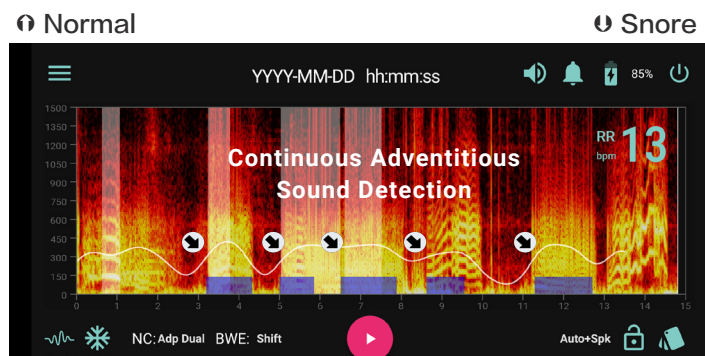 Normal Snore
YYYY-MM-DD hh:mm:ss 85%
1500
1350
1200
1050
900
750
600
450
300
150
0
RR
bpm 13
Continuous Adventitious
Sound Detection
0 1 2 3 4 5 6 7 8 9 10 11 12 13 14 15
NC: Adp Dual BWE: Shift Auto+Spk